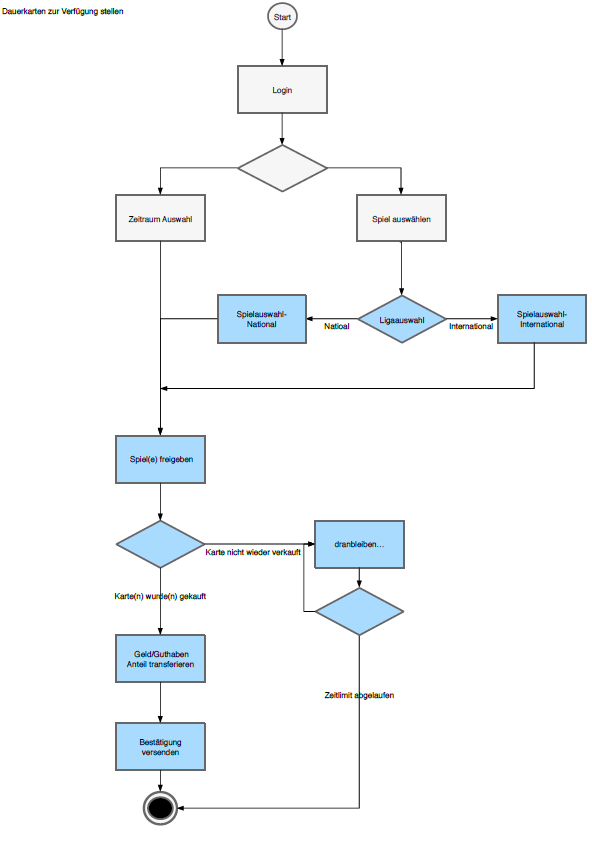 Dauerkarten zur Verfügung stellen
Start
Login
Zeitraum Auswahl
Spiel auswählen
Spielauswahl-
National
Natioal
Ligaauswahl
International
Spielauswahl-
International
Spiel(e) freigeben
Karte nicht wieder verkauft
dranbleiben...
Karte(n) wurde(n) gekauft
Geld/Guthaben
Anteil transferieren
Zeitlimit abgelaufen
Bestätigung
versenden